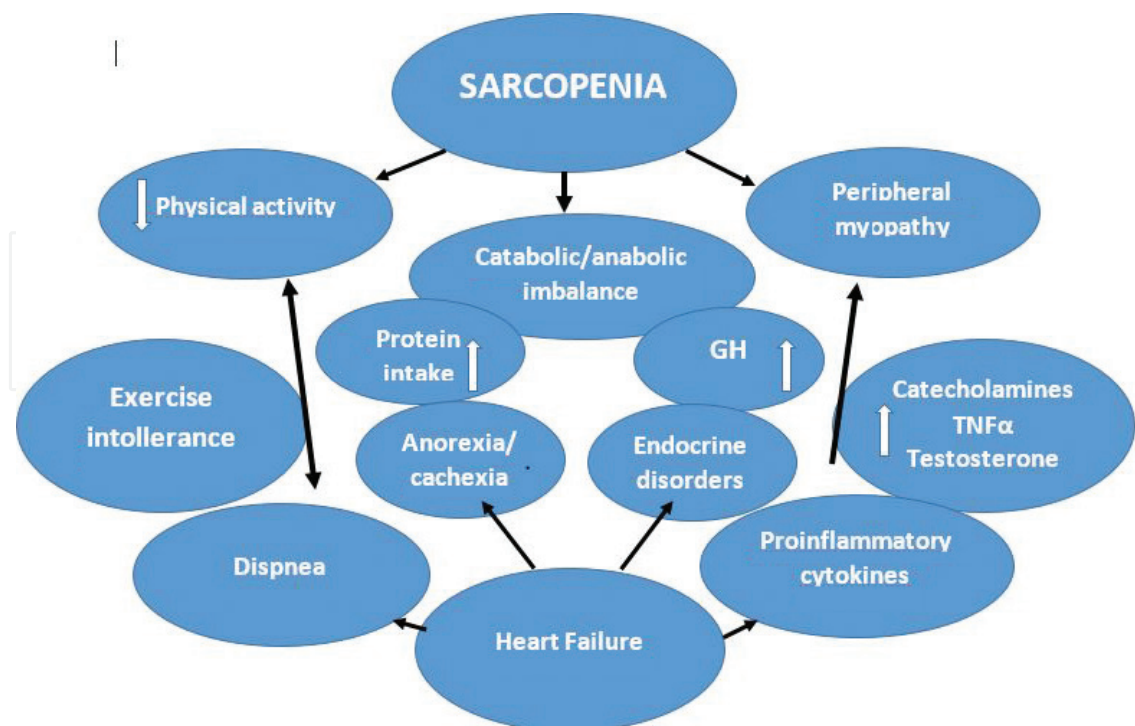 SARCOPENIA
Physical activity
Peripheral
myopathy
Catabolic/anabolic
imbalance
Protein
intake
GH
Exercise
intollerance
Catecholamines
TNFα
Testosterone
Anorexia/
cachexia
Endocrine
disorders
Dispnea
Proinflammatory
cytokines
Heart Failure